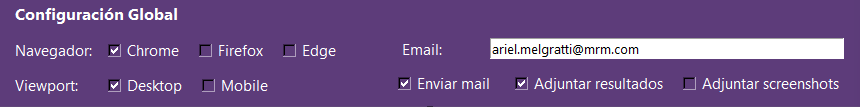 Configuración Global
Navegador: Chrome Firefox Edge Email: ariel.melgratti@mrm.com
Viewport: Desktop Mobile Enviar mail Adjuntar resultados Adjuntar screenshots